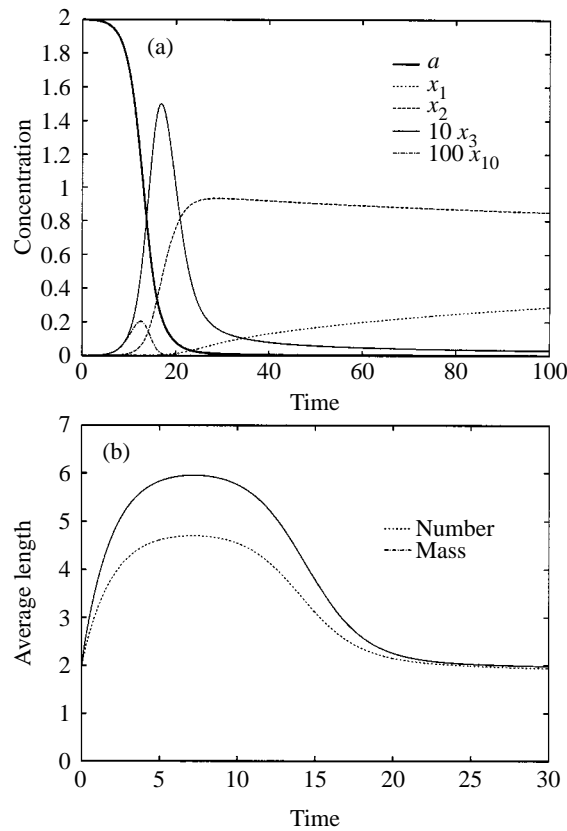 2
1.8
1.6
1.4
1.2
1
0.8
0.6
0.4
0.2
0
Concentration
(a)
a
x₁
x₂
10 x₃
100 x₁₀
0 20 40 60 80 100
Time
7
6
5
4
3
2
1
0
Average length
(b)
Number
Mass
0 5 10 15 20 25 30
Time